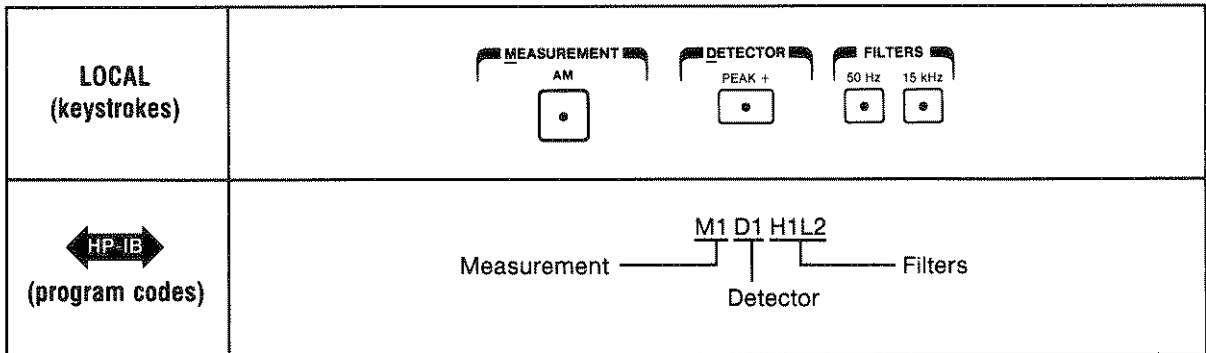 LOCAL
(keystrokes)
MEASUREMENT
AM
DETECTOR
PEAK +
FILTERS
50 Hz 15 kHz
HP-IB
(program codes)
M1 D1 H1L2
Measurement
Filters
Detector